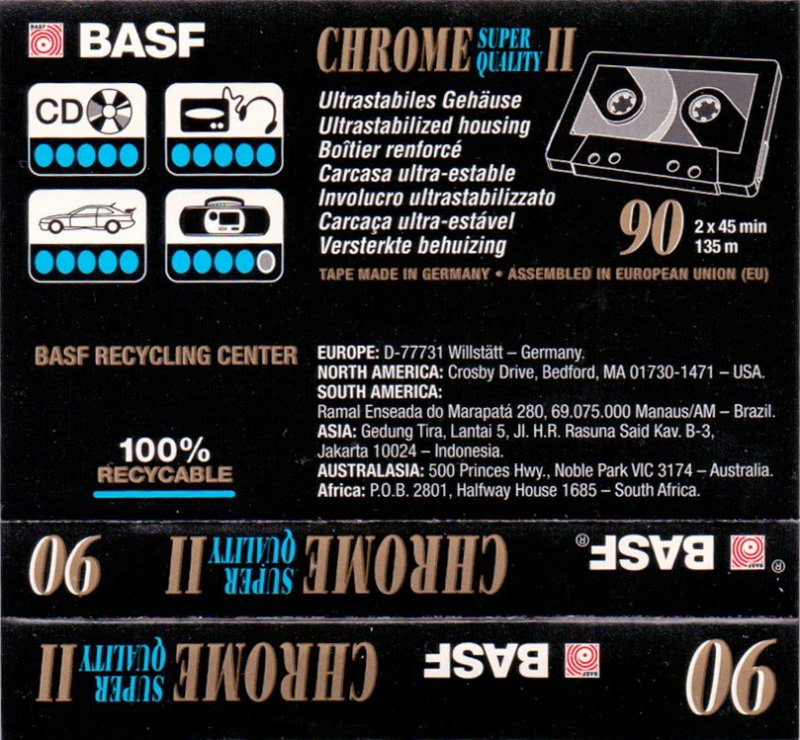 BASF BASF
CHROME SUPER QUALITY II
CD
Ultrastabiles Gehäuse
Ultrastabilized housing
Boîtier renforcé
Carcasa ultra-estable
Involucro ultrastabilizzato
Carcaça ultra-estável
Versterkte behuizing
90 2 x 45 min
135 m
TAPE MADE IN GERMANY • ASSEMBLED IN EUROPEAN UNION (EU)
BASF RECYCLING CENTER
100%
RECYCABLE
EUROPE: D-77731 Willstätt – Germany.
NORTH AMERICA: Crosby Drive, Bedford, MA 01730-1471 – USA.
SOUTH AMERICA:
Ramal Enseada do Marapatá 280, 69.075.000 Manaus/AM – Brazil.
ASIA: Gedung Tira, Lantai 5, Jl. H.R. Rasuna Said Kav. B-3,
Jakarta 10024 – Indonesia.
AUSTRALASIA: 500 Princes Hwy., Noble Park VIC 3174 – Australia.
Africa: P.O.B. 2801, Halfway House 1685 – South Africa.
® BASF BASF ® CHROME SUPER QUALITY II 90
90 BASF BASF CHROME SUPER QUALITY II